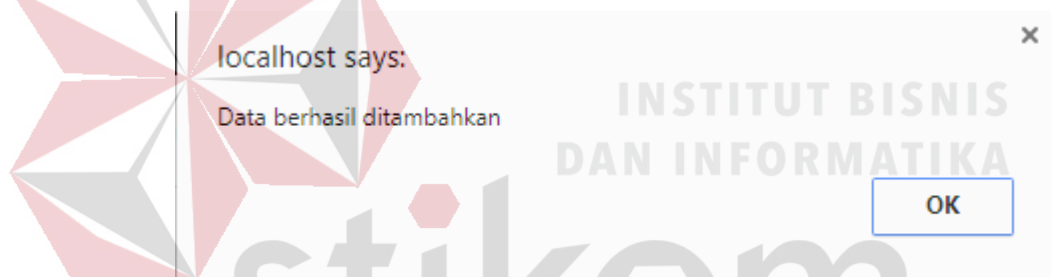 localhost says:
×
Data berhasil ditambahkan
INSTITUT BISNIS
DAN INFORMATIKA
OK
stikom